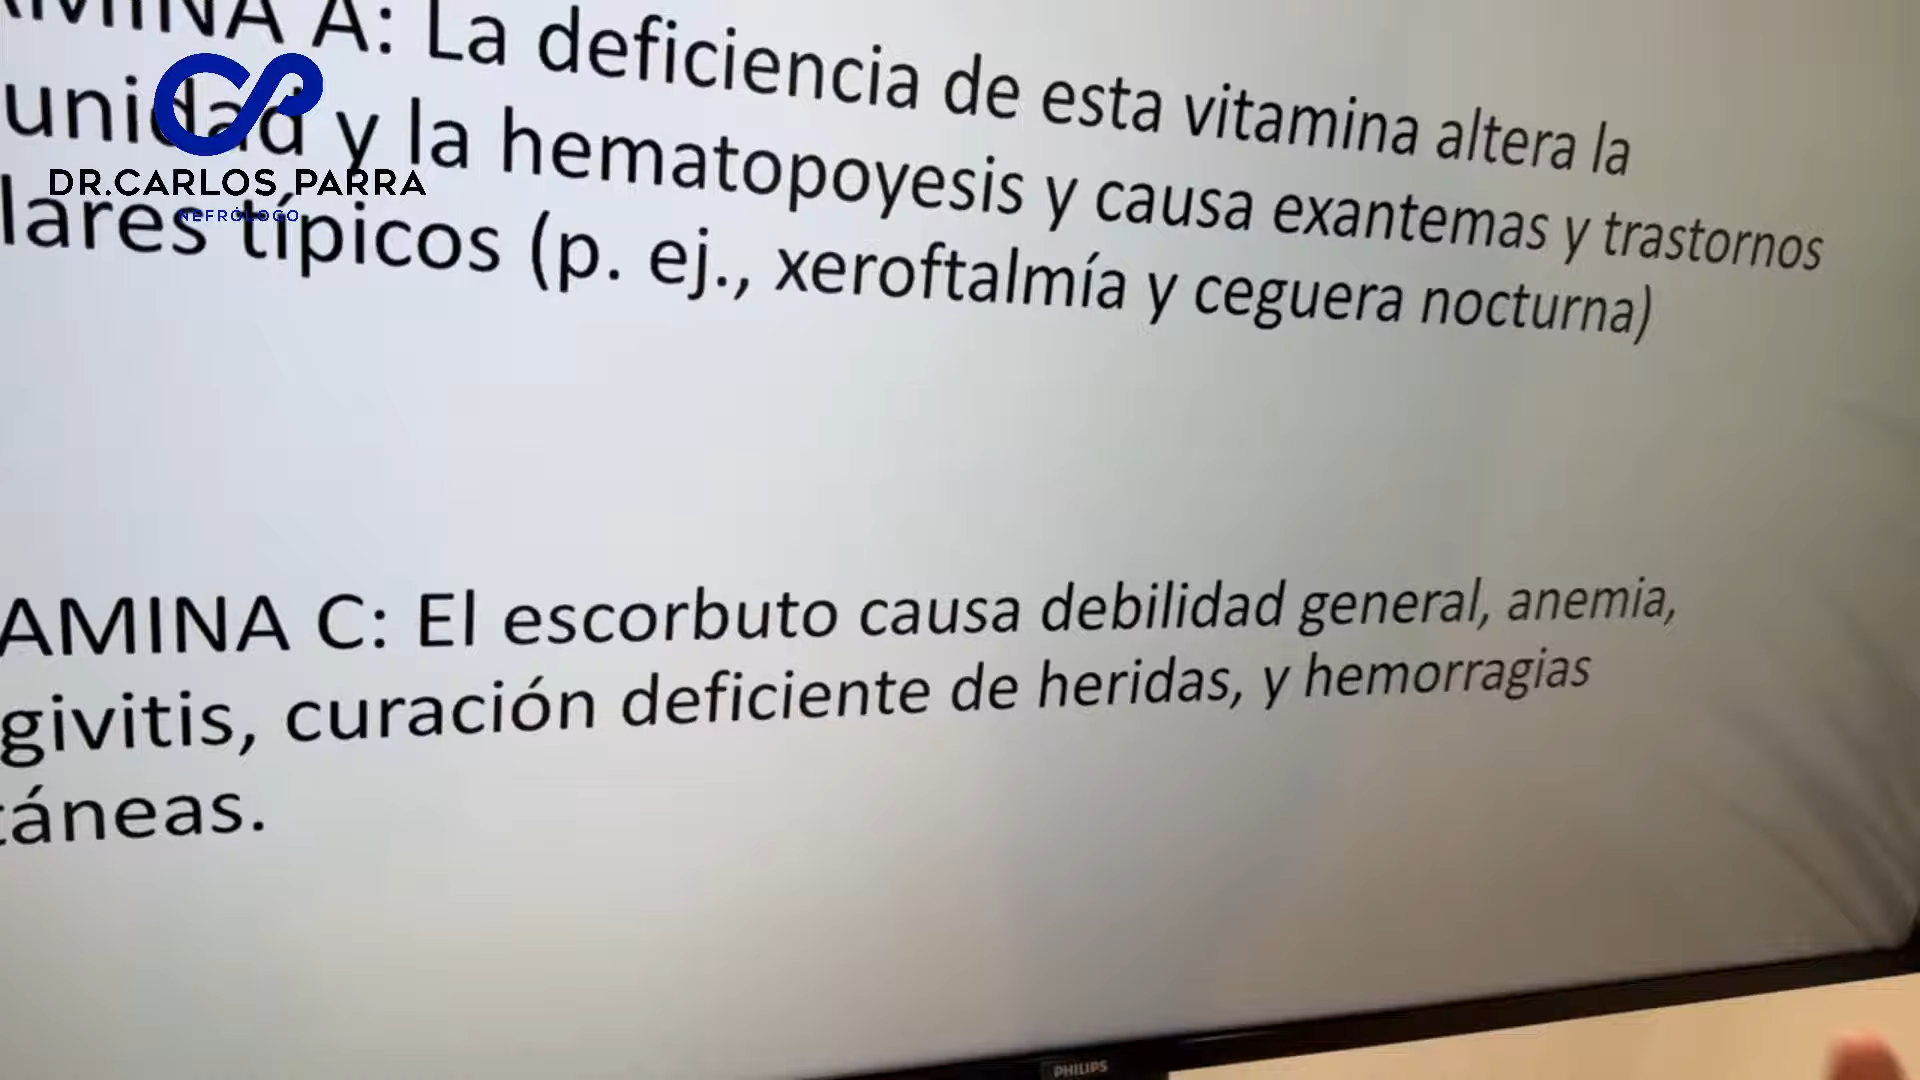 AMINA A: La deficiencia de esta vitamina altera la
unidad y la hematopoyesis y causa exantemas y trastornos
lares típicos (p. ej., xeroftalmía y ceguera nocturna)
DR.CARLOS PARRA
NEFRÓLOGO
AMINA C: El escorbuto causa debilidad general, anemia,
givitis, curación deficiente de heridas, y hemorragias
táneas.
PHILIPS